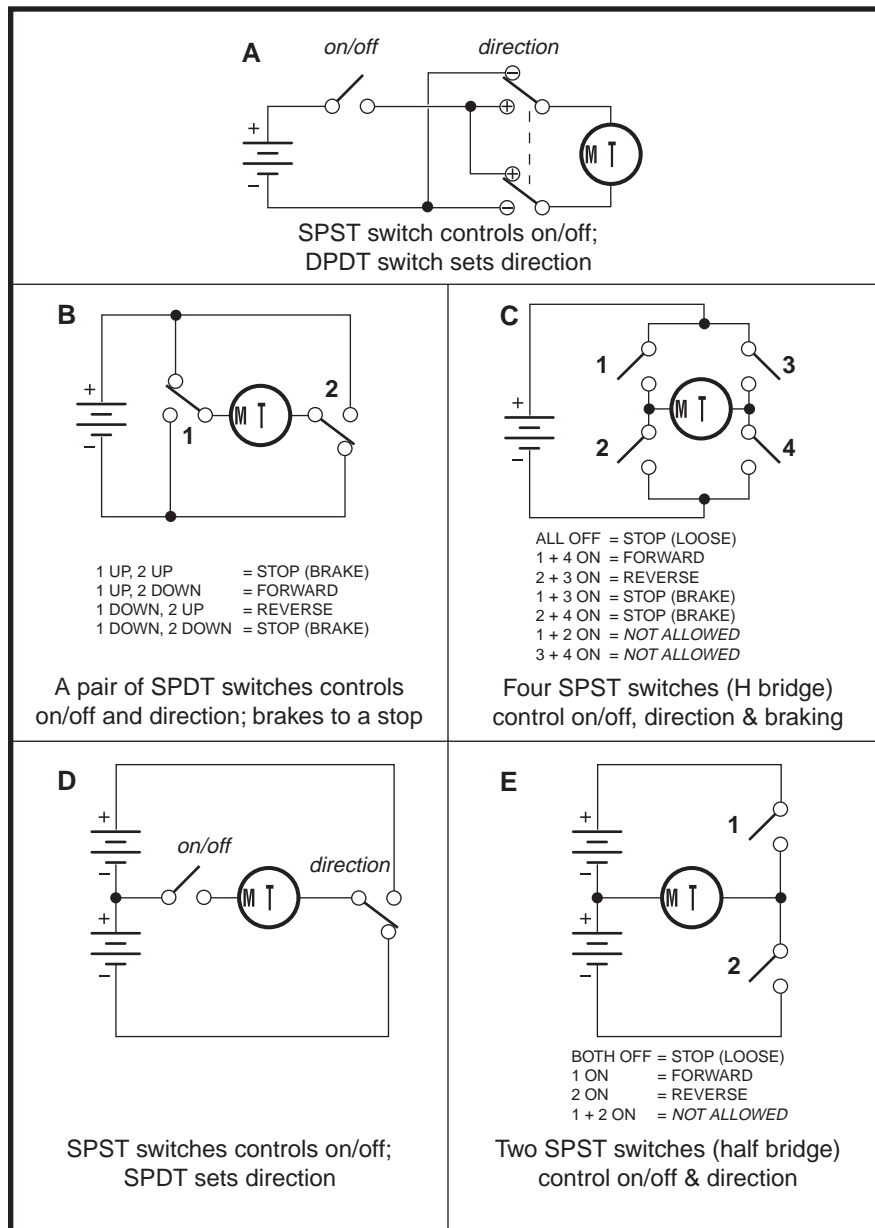 A
on/off
direction
+
−
−
+
+
−
M T
SPST switch controls on/off;
DPDT switch sets direction
B
+
−
1
M T
2
1 UP, 2 UP = STOP (BRAKE)
1 UP, 2 DOWN = FORWARD
1 DOWN, 2 UP = REVERSE
1 DOWN, 2 DOWN = STOP (BRAKE)
A pair of SPDT switches controls
on/off and direction; brakes to a stop
C
+
−
1
3
M T
2
4
ALL OFF = STOP (LOOSE)
1 + 4 ON = FORWARD
2 + 3 ON = REVERSE
1 + 3 ON = STOP (BRAKE)
2 + 4 ON = STOP (BRAKE)
1 + 2 ON = NOT ALLOWED
3 + 4 ON = NOT ALLOWED
Four SPST switches (H bridge)
control on/off, direction & braking
D
+
−
+
−
on/off
M T
direction
SPST switches controls on/off;
SPDT sets direction
E
+
−
+
−
1
M T
2
BOTH OFF = STOP (LOOSE)
1 ON = FORWARD
2 ON = REVERSE
1 + 2 ON = NOT ALLOWED
Two SPST switches (half bridge)
control on/off & direction